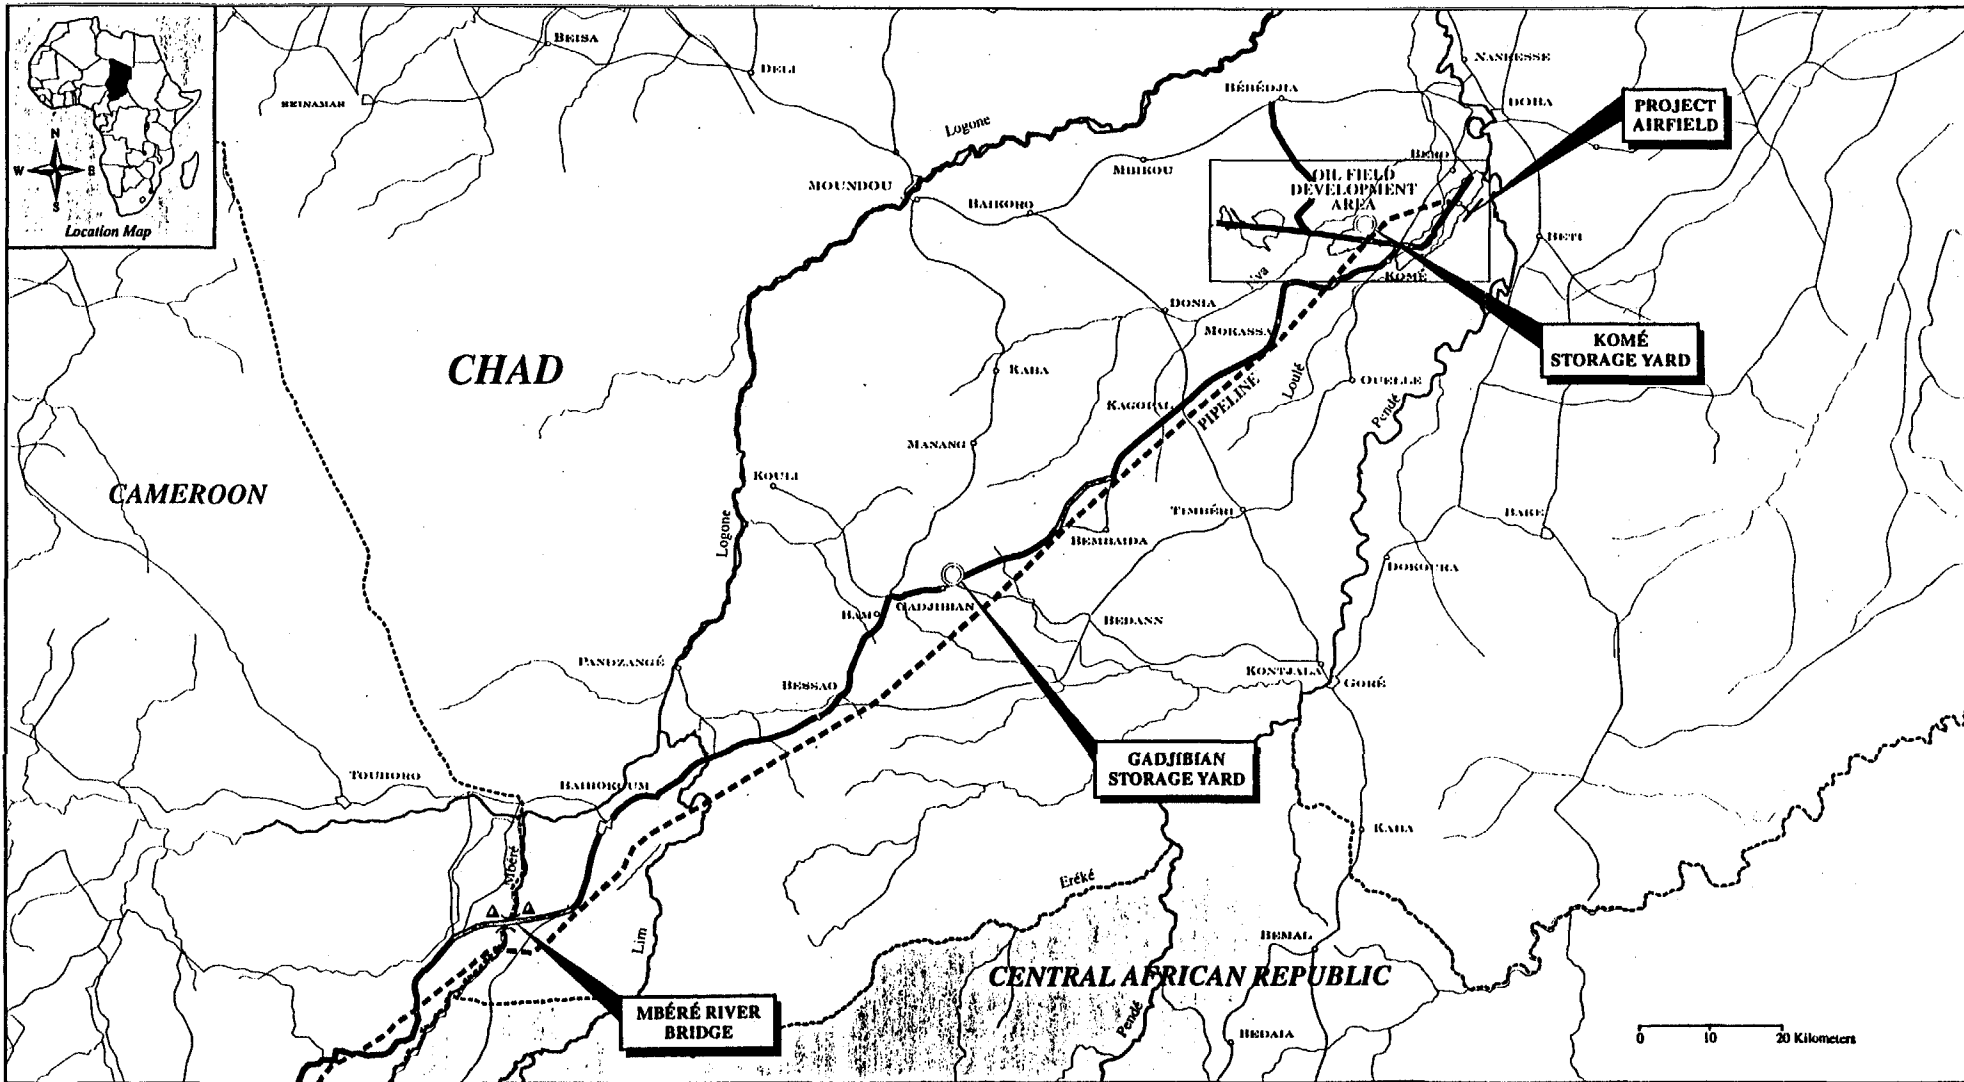 N
W
E
S
Location Map
BEISA
DELI
BEINAMAR
Logone
BÉBÉDJIA
NANKESSE
DOBA
PROJECT
AIRFIELD
MBIKOU
BERO
OIL FIELD
DEVELOPMENT
AREA
MOUNDOU
BAIKORO
BETI
KOMÉ
DONIA
MOKASSA
KOMÉ
STORAGE YARD
CHAD
KABA
OUELLE
Loulé
PIPELINE
KAGOPAL
Pendé
MANANG
KOULI
CAMEROON
TIMBÉRI
BAKE
Logone
BEMBAIDA
DOKOURA
BAM
GADJIBIAN
BEDANN
PANDZANGÉ
BESSAO
KONTJALA
GORÉ
GADJIBIAN
STORAGE YARD
TOUBORO
BAIBOKOUM
KABA
Mbéré
Eréké
Lim
BEMAL
CENTRAL AFRICAN REPUBLIC
MBÉRÉ RIVER
BRIDGE
Pendé
BEDAIA
0 10 20 Kilometers